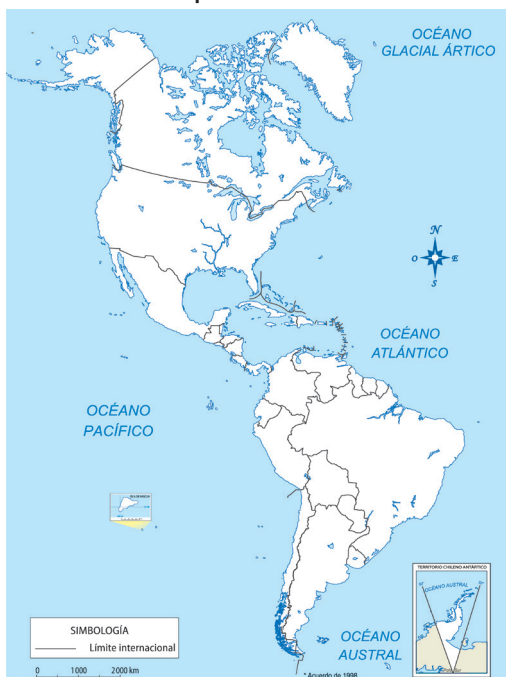 OCÉANO
GLACIAL ÁRTICO
N
O E
S
OCÉANO
ATLÁNTICO
OCÉANO
PACÍFICO
TERRITORIO CHILENO ANTÁRTICO
OCÉANO AUSTRAL
SIMBOLOGÍA
Límite internacional
0 1000 2000 km
OCÉANO
AUSTRAL
* Acuerdo de 1998